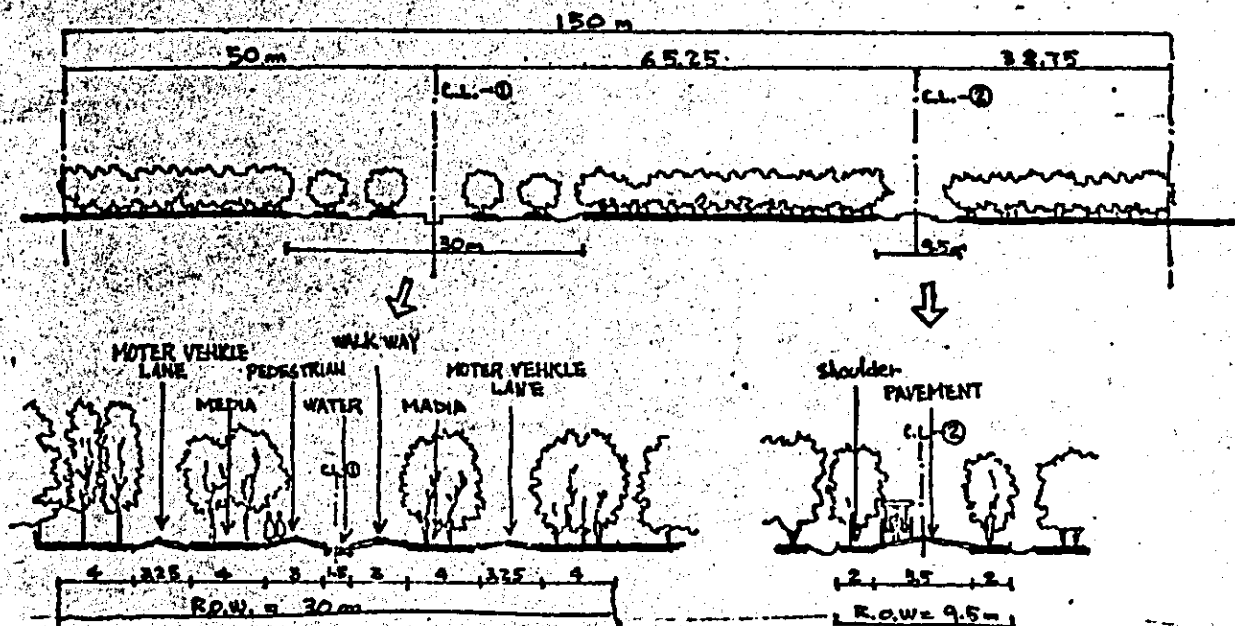 150 m
50 m 65.25 38.75
C.L.-① C.L.-②
30m 9.5m
WALK WAY
MOTER VEHICLE LANE PEDESTRIAN MOTER VEHICLE LANE
MEDIA WATER MADIA
C.L ①
4 3.25 4 3 1.5 3 4 3.25 4
R.O.W. = 30 m
Shoulder
PAVEMENT
C.L-②
2 5.5 2
R.O.W = 9.5 m